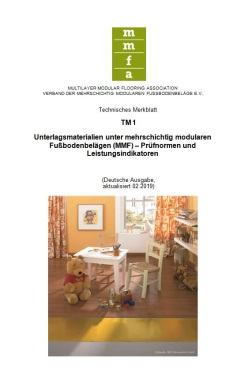 m
m
f
a
MULTILAYER MODULAR FLOORING ASSOCIATION
VERBAND DER MEHRSCHICHTIG MODULAREN FUSSBODENBELÄGE E.V.
Technisches Merkblatt
TM 1
Unterlagsmaterialien unter mehrschichtig modularen
Fußbodenbelägen (MMF) – Prüfnormen und
Leistungsindikatoren
(Deutsche Ausgabe,
aktualisiert 02.2019)